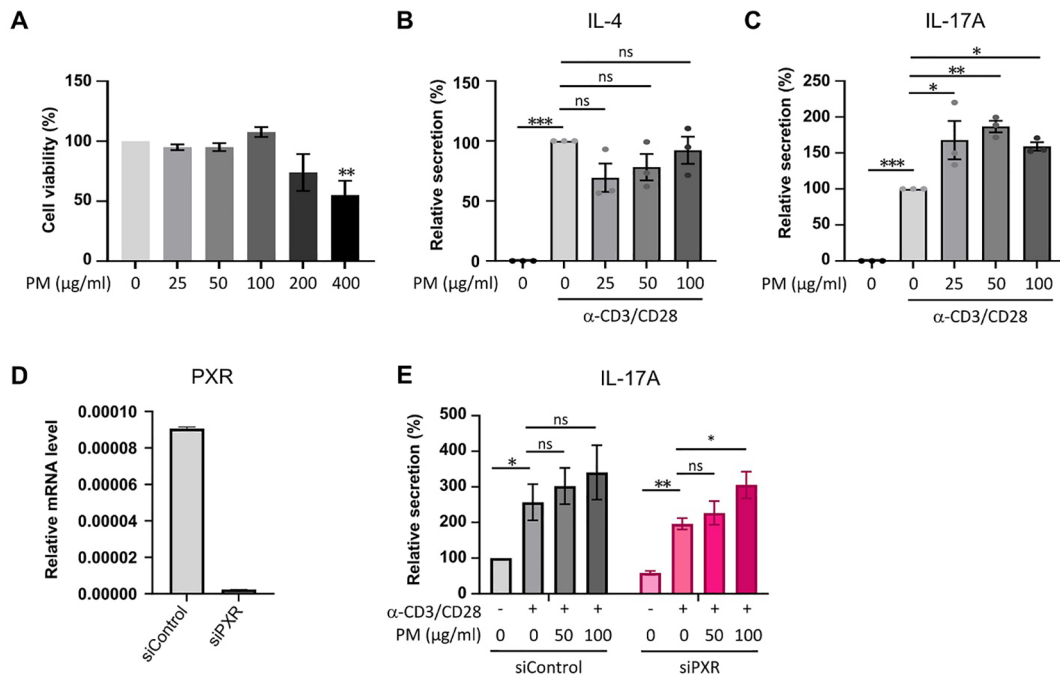 A
Cell viability (%)
150
100
50
0
**
PM (µg/ml) 0 25 50 100 200 400
B
IL-4
Relative secretion (%)
150
100
50
0
***
ns
ns
ns
PM (µg/ml) 0 0 25 50 100
α-CD3/CD28
C
IL-17A
Relative secretion (%)
250
200
150
100
50
0
***
*
**
*
PM (µg/ml) 0 0 25 50 100
α-CD3/CD28
D
PXR
Relative mRNA level
0.00010
0.00008
0.00006
0.00004
0.00002
0.00000
siControl
siPXR
E
IL-17A
Relative secretion (%)
500
400
300
200
100
0
*
ns
ns
**
ns
*
α-CD3/CD28 - + + + - + + +
PM (µg/ml) 0 0 50 100 0 0 50 100
siControl siPXR